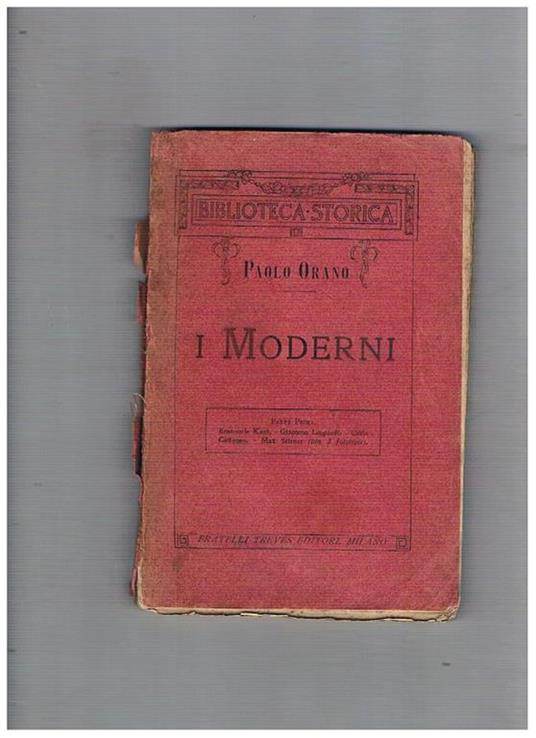 BIBLIOTECA·STORICA
PAOLO ORANO
I MODERNI
PARTE PRIMA.
Emanuele Kant. - Giacomo Leopardi. - Carlo
Cattaneo. - Max Stirner
FRATELLI TREVES EDITORI, MILANO